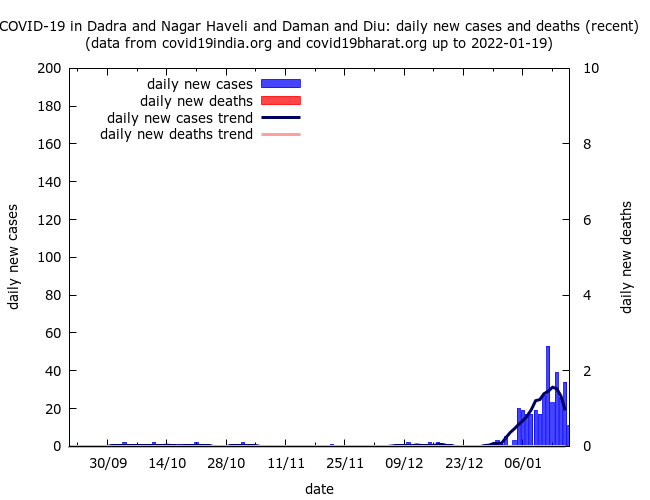 COVID-19 in Dadra and Nagar Haveli and Daman and Diu: daily new cases and deaths (recent)
(data from covid19india.org and covid19bharat.org up to 2022-01-19)
daily new cases
daily new deaths
daily new cases trend
daily new deaths trend
200
180
160
140
120
100
80
60
40
20
0
daily new cases
10
8
6
4
2
0
daily new deaths
30/09 14/10 28/10 11/11 25/11 09/12 23/12 06/01
date